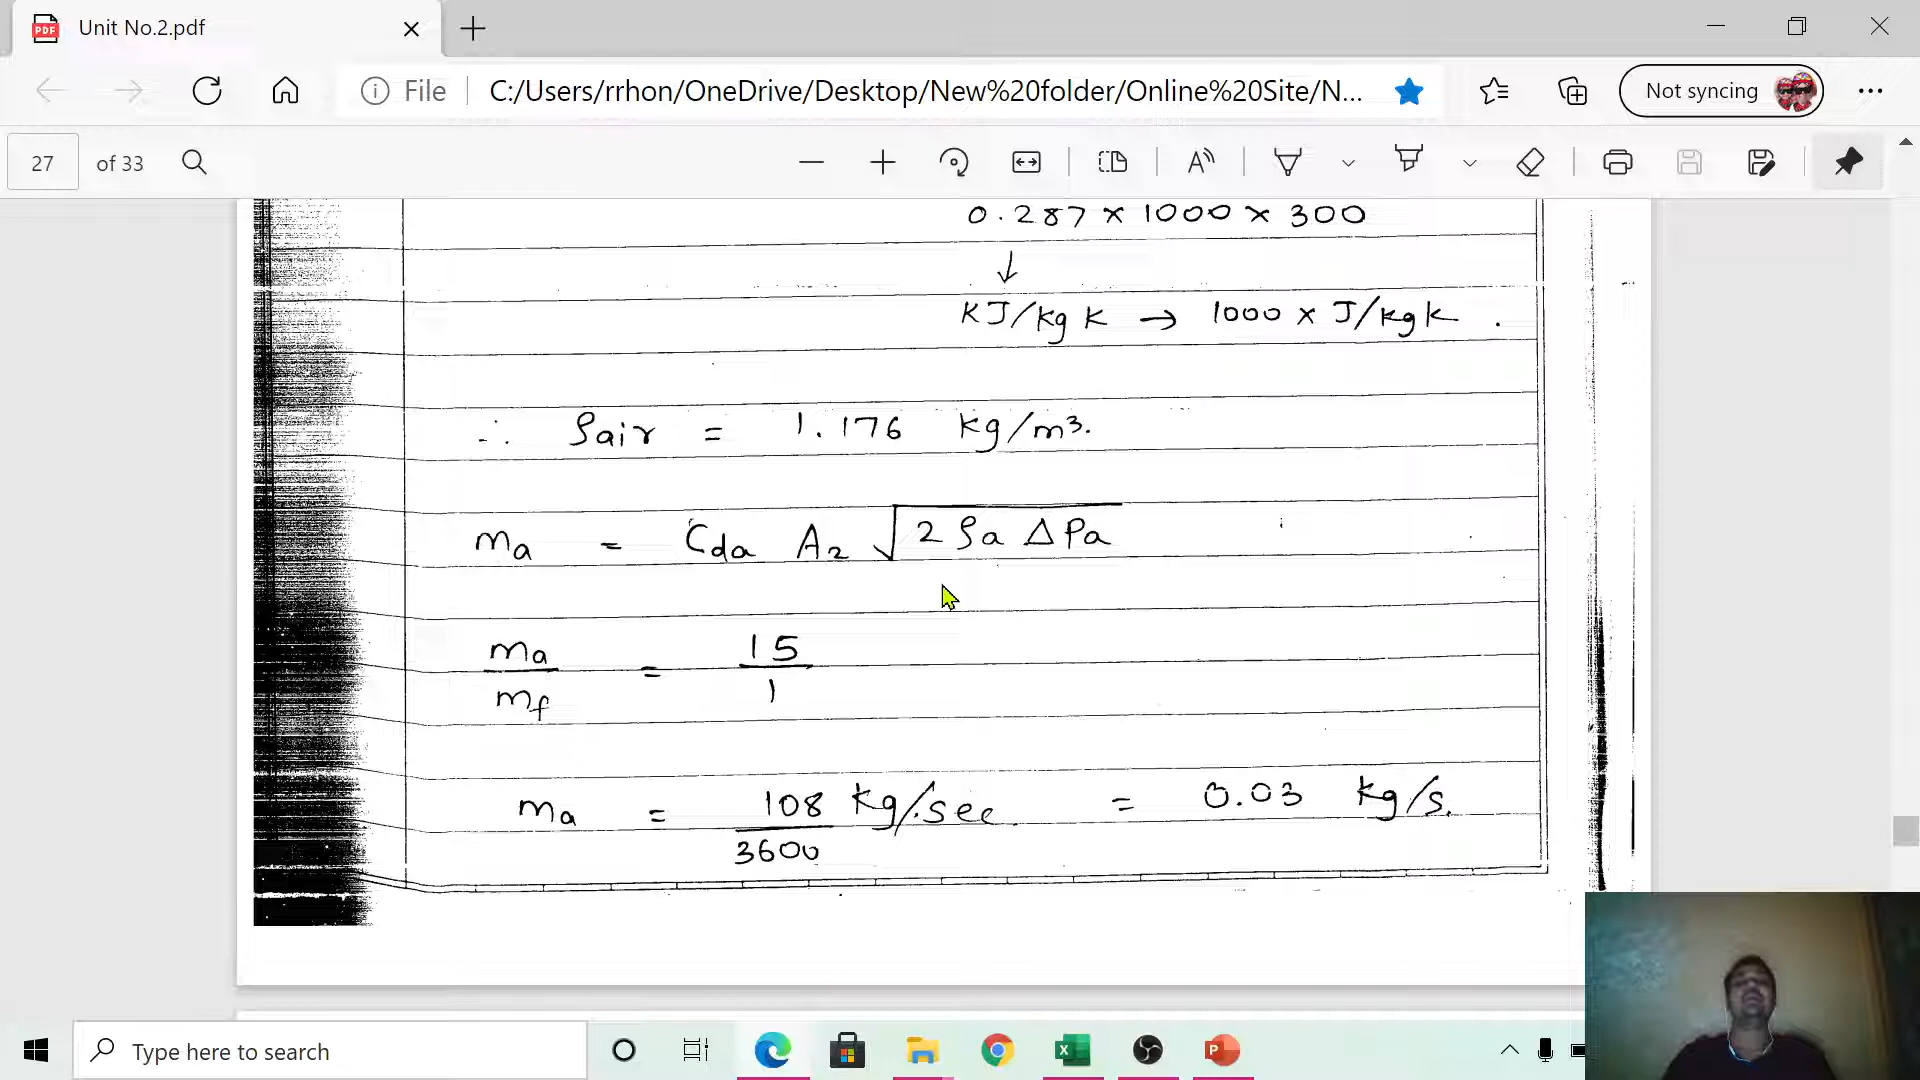 Unit No.2.pdf
File C:/Users/rrhon/OneDrive/Desktop/New%20folder/Online%20Site/N... Not syncing
27 of 33
0.287 × 1000 × 300
↓
KJ/kg K → 1000 × J/kg K .
∴ ρair = 1.176 kg/m³.
ma = Cda A2 √2 ρa Δ Pa
ma/mf = 15/1
ma = 108/3600 kg/sec. = 0.03 kg/s.
Type here to search